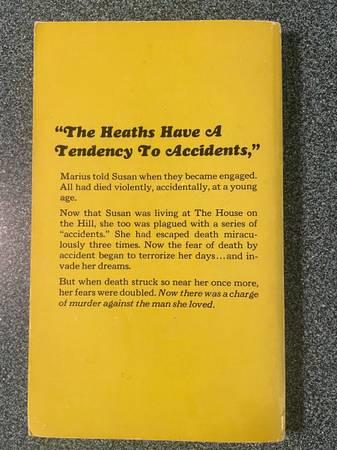 "The Heaths Have A
Tendency To Accidents,"
Marius told Susan when they became engaged.
All had died violently, accidentally, at a young
age.
Now that Susan was living at The House on
the Hill, she too was plagued with a series of
"accidents." She had escaped death miracu-
lously three times. Now the fear of death by
accident began to terrorize her days...and in-
vade her dreams.
But when death struck so near her once more,
her fears were doubled. Now there was a charge
of murder against the man she loved.